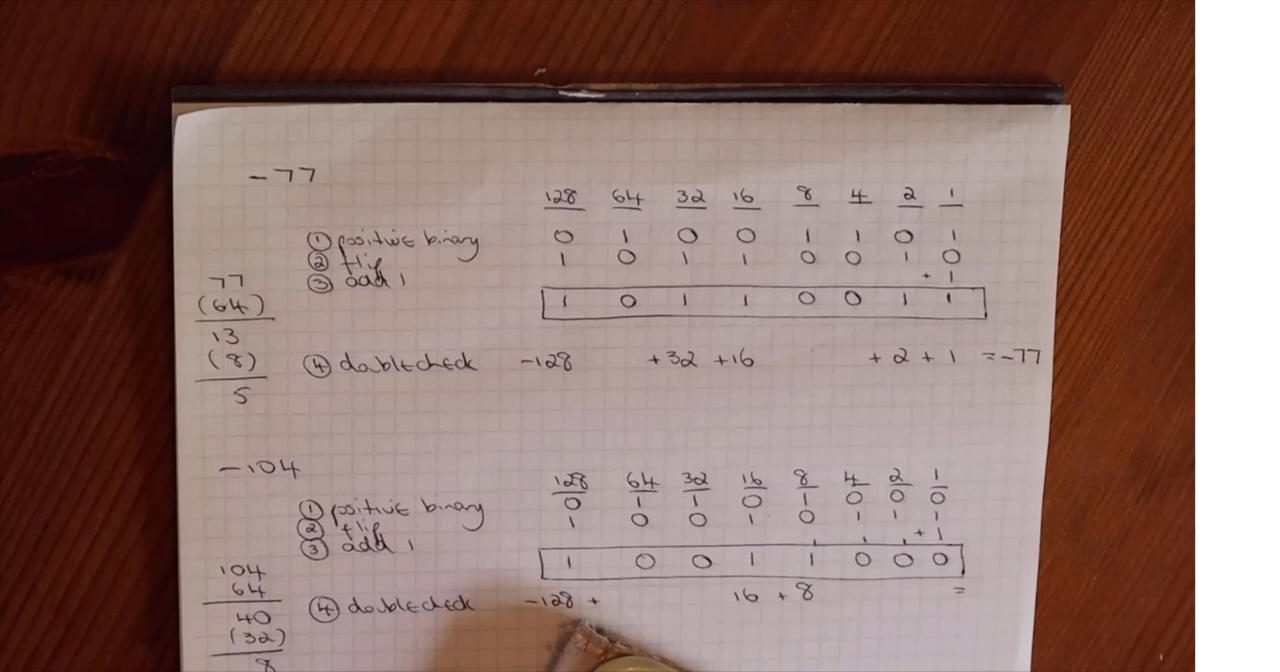 -77
128 64 32 16 8 4 2 1
① positive binary 0 1 0 0 1 1 0 1
② flip 1 0 1 1 0 0 1 0
③ add 1 + 1
1 0 1 1 0 0 1 1
77
(64)
13
(8)
5
④ doublecheck -128 +32 +16 + 2 + 1 = -77
-104
128 64 32 16 8 4 2 1
① positive binary 0 1 1 0 1 0 0 0
② flip 1 0 0 1 0 1 1 1
③ add 1 1 1 1 + 1
1 0 0 1 1 0 0 0
104
64
40
(32)
8
④ doublecheck -128 + 16 + 8 =